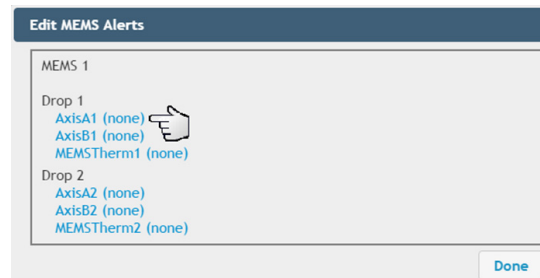 Edit MEMS Alerts
MEMS 1
Drop 1
AxisA1 (none)
AxisB1 (none)
MEMSTherm1 (none)
Drop 2
AxisA2 (none)
AxisB2 (none)
MEMSTherm2 (none)
Done